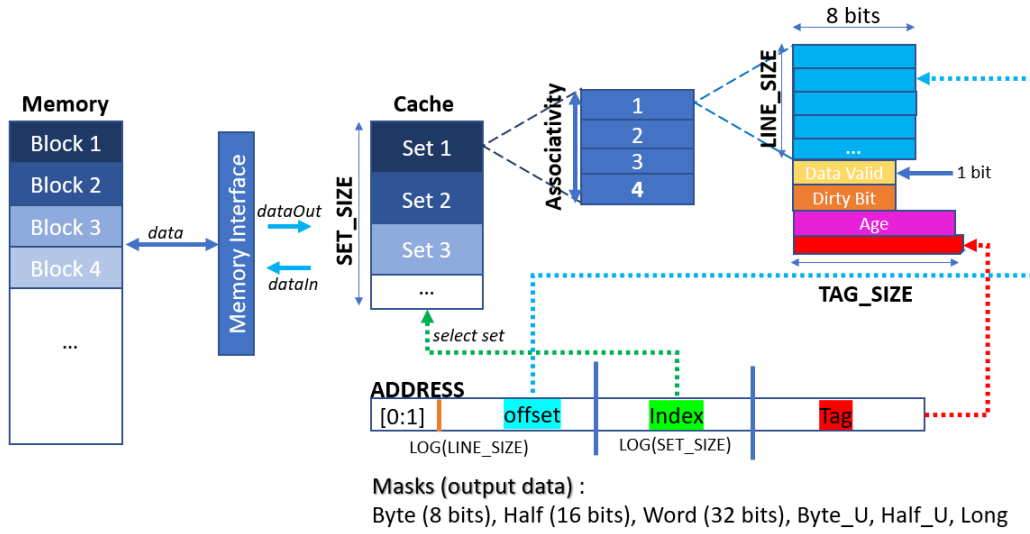 8 bits
Memory
Block 1
Block 2
Block 3
Block 4
...
data
Memory Interface
dataOut
dataIn
Cache
SET_SIZE
Set 1
Set 2
Set 3
...
select set
Associativity
1
2
3
4
LINE_SIZE
...
Data Valid
1 bit
Dirty Bit
Age
TAG_SIZE
ADDRESS
[0:1] offset Index Tag
LOG(LINE_SIZE) LOG(SET_SIZE)
Masks (output data) :
Byte (8 bits), Half (16 bits), Word (32 bits), Byte_U, Half_U, Long